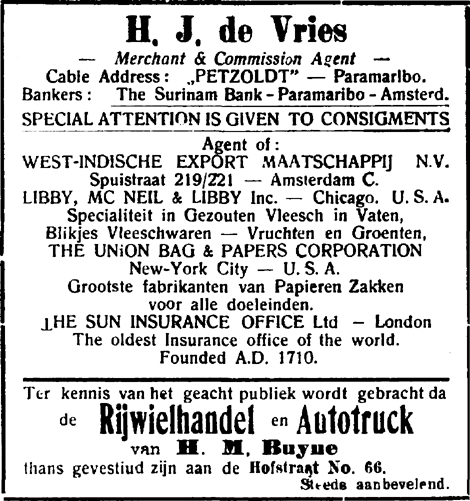 H. J. de Vries
— Merchant & Commission Agent —
Cable Address: „PETZOLDT” — Paramaribo.
Bankers: The Surinam Bank - Paramaribo - Amsterd.
SPECIAL ATTENTION IS GIVEN TO CONSIGMENTS
Agent of:
WEST-INDISCHE EXPORT MAATSCHAPPIJ N.V.
Spuistraat 219/221 — Amsterdam C.
LIBBY, MC NEIL & LIBBY Inc. — Chicago. U.S.A.
Specialiteit in Gezouten Vleesch in Vaten,
Blikjes Vleeschwaren — Vruchten en Groenten,
THE UNION BAG & PAPERS CORPORATION
New-York City — U.S.A.
Grootste fabrikanten van Papieren Zakken
voor alle doeleinden.
THE SUN INSURANCE OFFICE Ltd — London
The oldest Insurance office of the world.
Founded A.D. 1710.
Ter kennis van het geacht publiek wordt gebracht da
de Rijwielhandel en Autotruck
van H. M. Buyne
thans gevestiud zijn aan de Hofstraat No. 66.
Steeds aanbevelend.